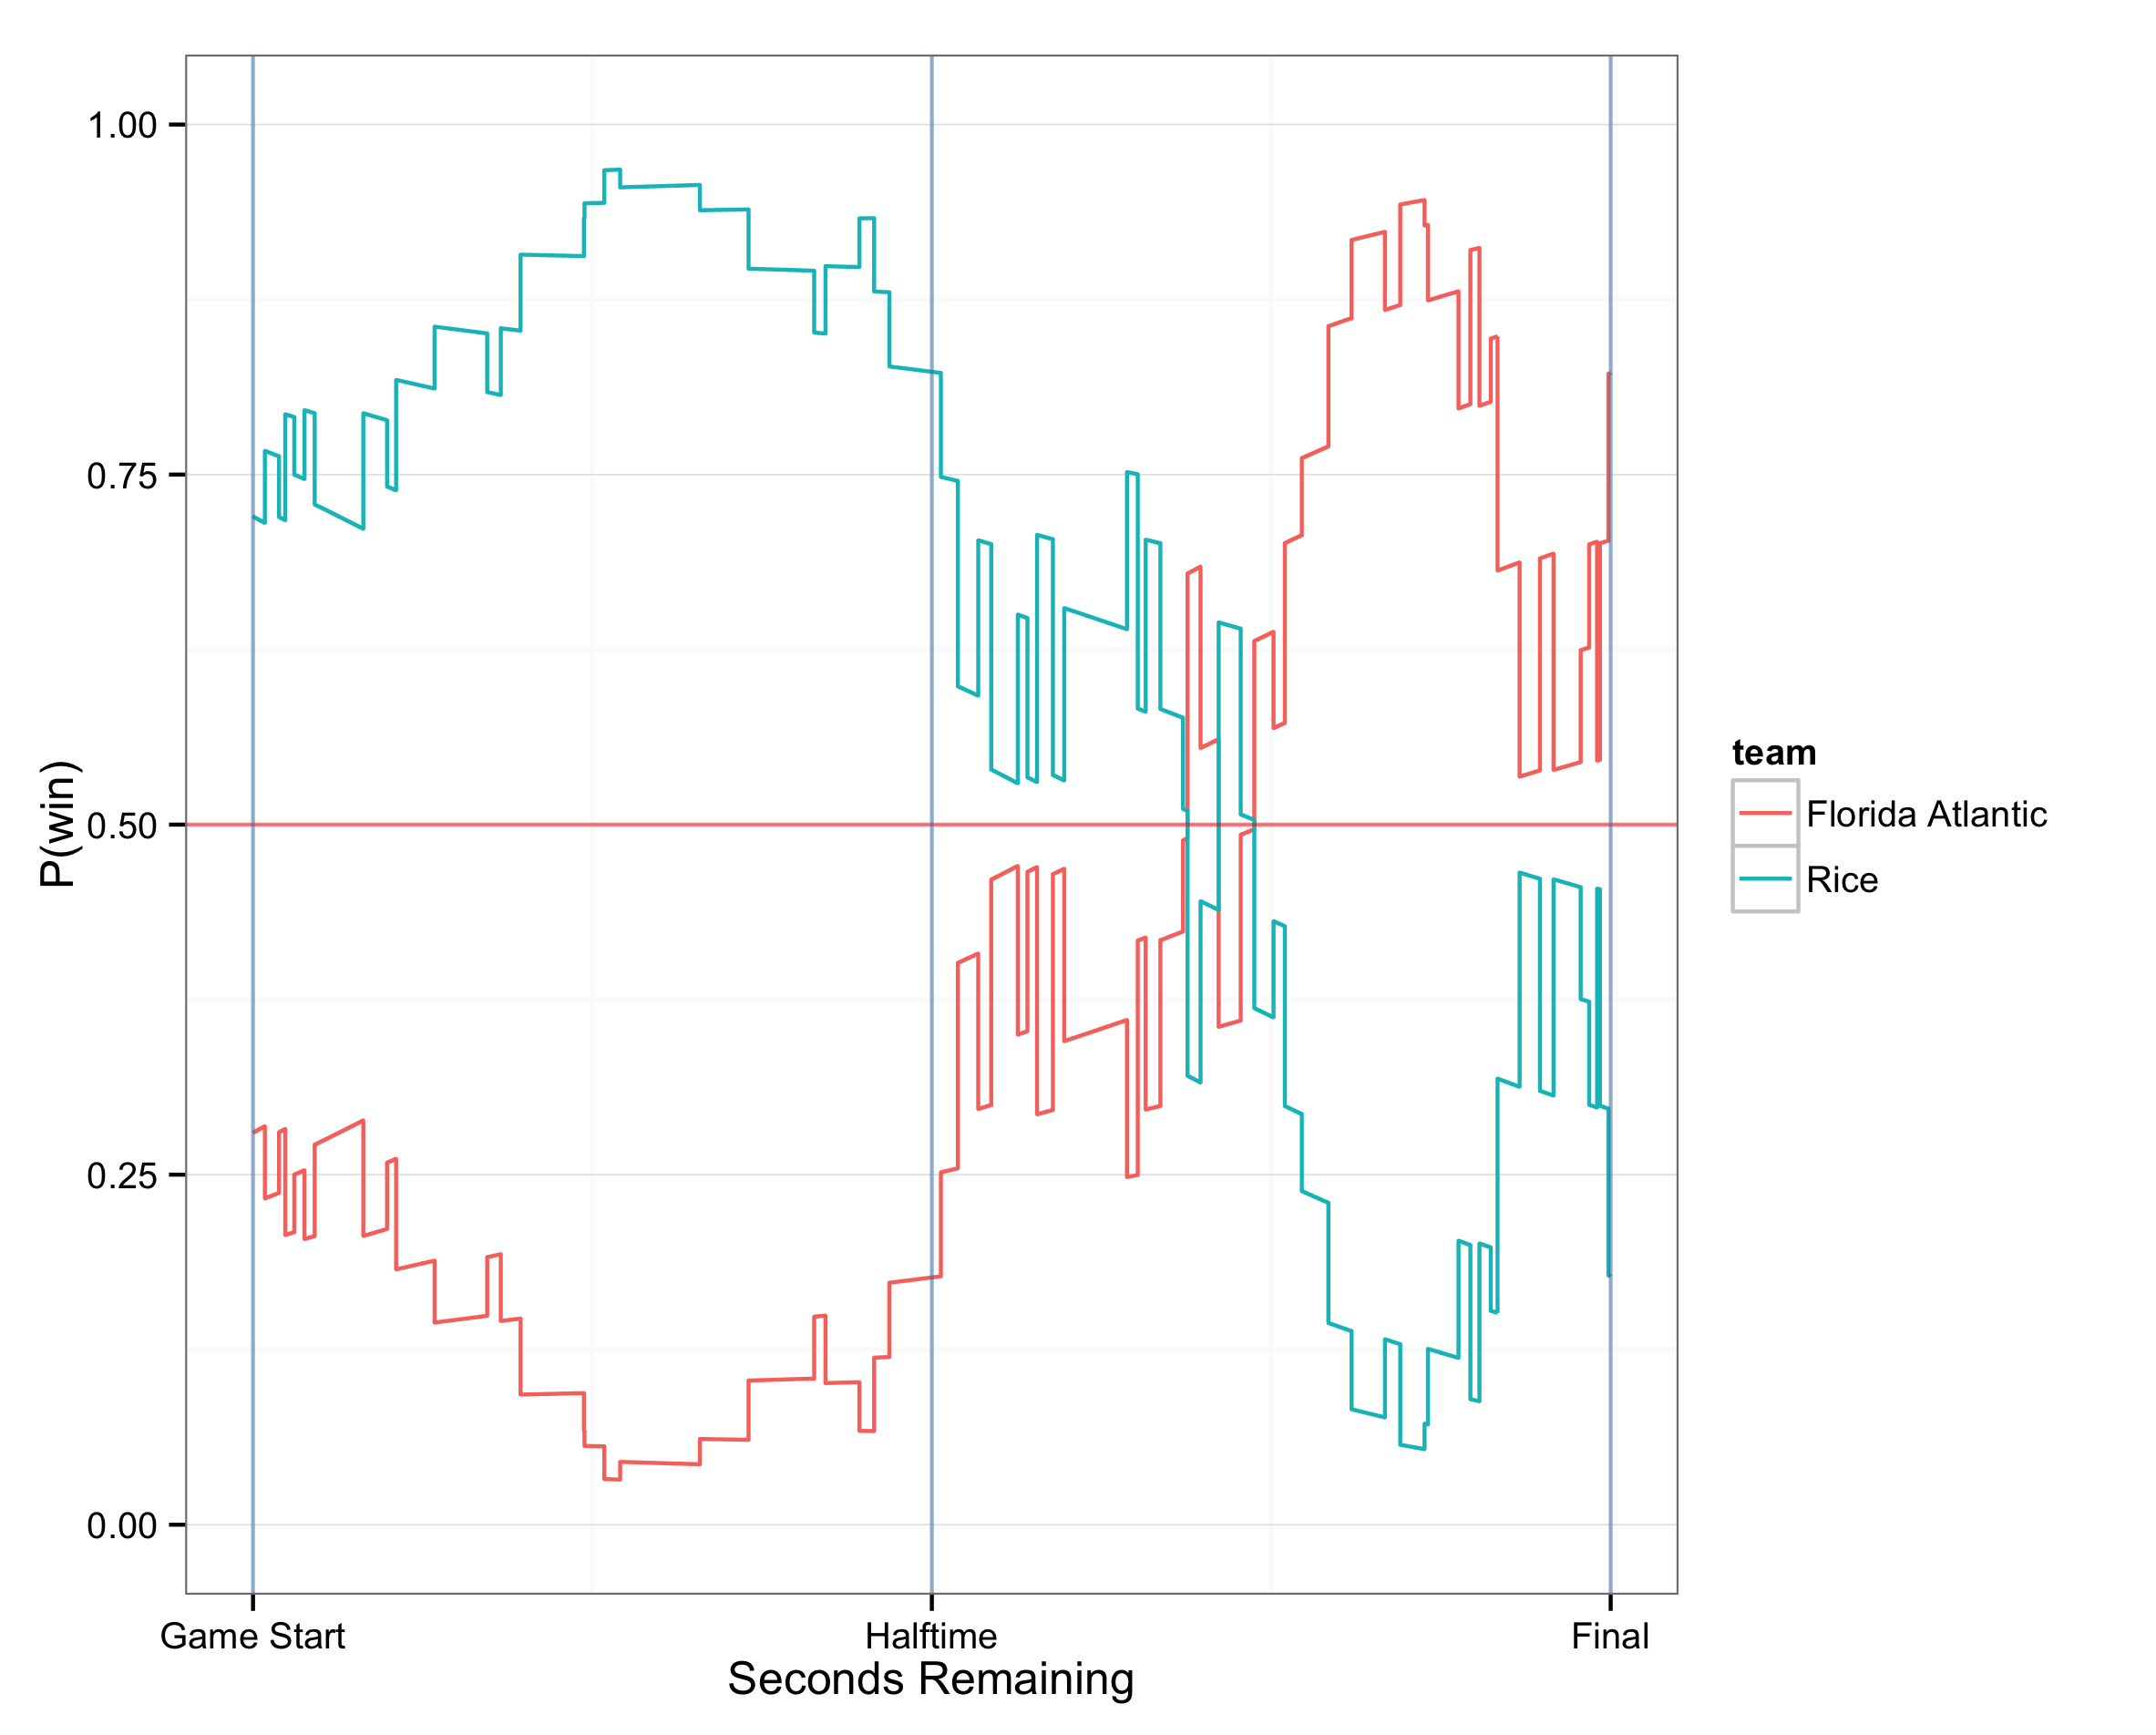 P(win)
1.00
0.75
0.50
0.25
0.00
Game Start
Halftime
Final
Seconds Remaining
team
Florida Atlantic
Rice